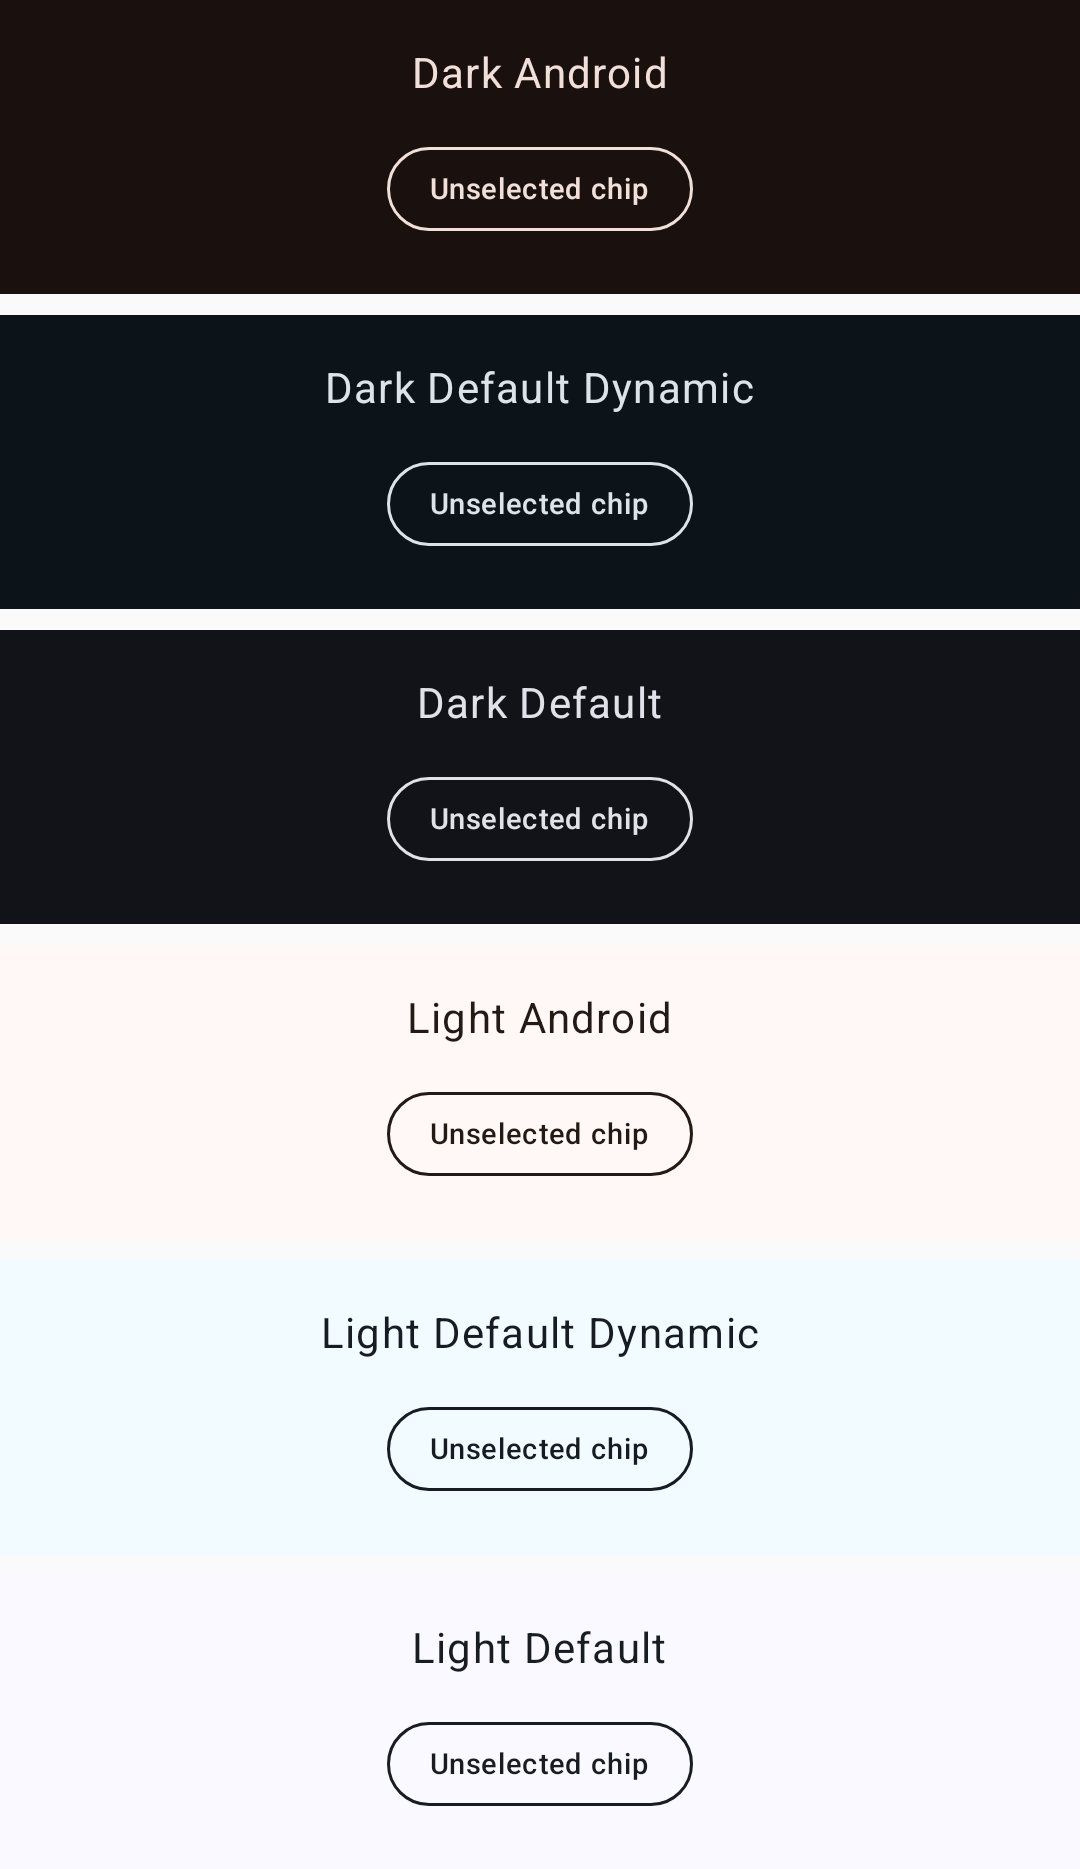 Dark Android
Unselected chip
Dark Default Dynamic
Unselected chip
Dark Default
Unselected chip
Light Android
Unselected chip
Light Default Dynamic
Unselected chip
Light Default
Unselected chip